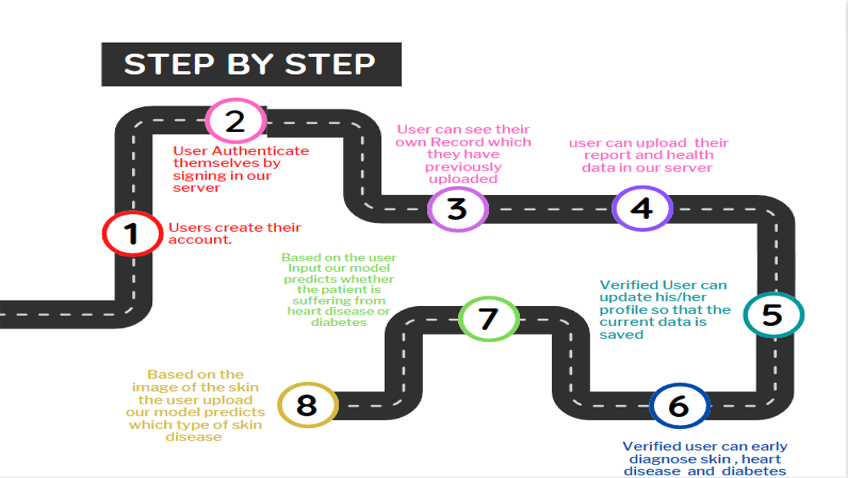 STEP BY STEP
1
Users create their
account.
2
User Authenticate
themselves by
signing in our
server
3
User can see their
own Record which
they have
previously
uploaded
4
user can upload their
report and health
data in our server
5
Verified User can
update his/her
profile so that the
current data is
saved
6
Verified user can early
diagnose skin , heart
disease and diabetes
7
Based on the user
Input our model
predicts whether
the patient is
suffering from
heart disease or
diabetes
8
Based on the
image of the skin
the user upload
our model predicts
which type of skin
disease